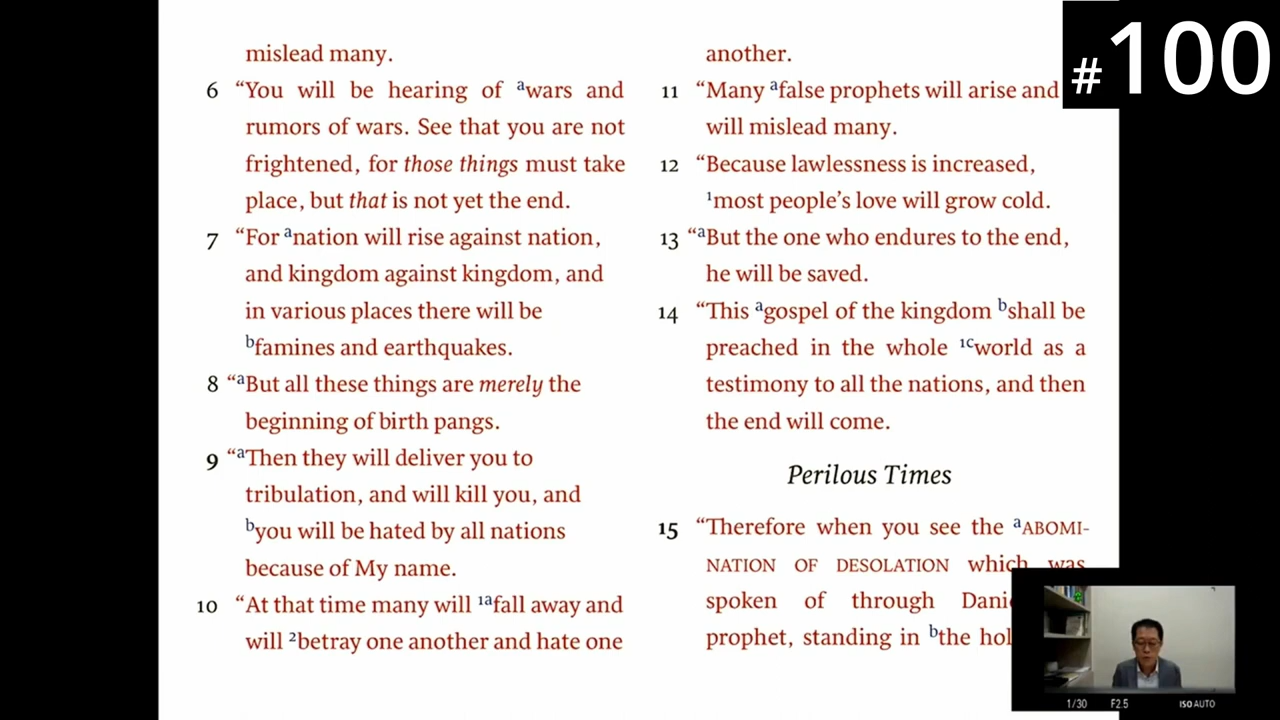 #100
mislead many.
6 “You will be hearing of ᵃwars and
rumors of wars. See that you are not
frightened, for those things must take
place, but that is not yet the end.
7 “For ᵃnation will rise against nation,
and kingdom against kingdom, and
in various places there will be
ᵇfamines and earthquakes.
8 “ᵃBut all these things are merely the
beginning of birth pangs.
9 “ᵃThen they will deliver you to
tribulation, and will kill you, and
ᵇyou will be hated by all nations
because of My name.
10 “At that time many will ¹ᵃfall away and
will ²betray one another and hate one
another.
11 “Many ᵃfalse prophets will arise and
will mislead many.
12 “Because lawlessness is increased,
¹most people’s love will grow cold.
13 “ᵃBut the one who endures to the end,
he will be saved.
14 “This ᵃgospel of the kingdom ᵇshall be
preached in the whole ¹ᶜworld as a
testimony to all the nations, and then
the end will come.
Perilous Times
15 “Therefore when you see the ᵃABOMI-
NATION OF DESOLATION which was
spoken of through
prophet, standing in ᵇthe
1/30 F2.5 ISO AUTO